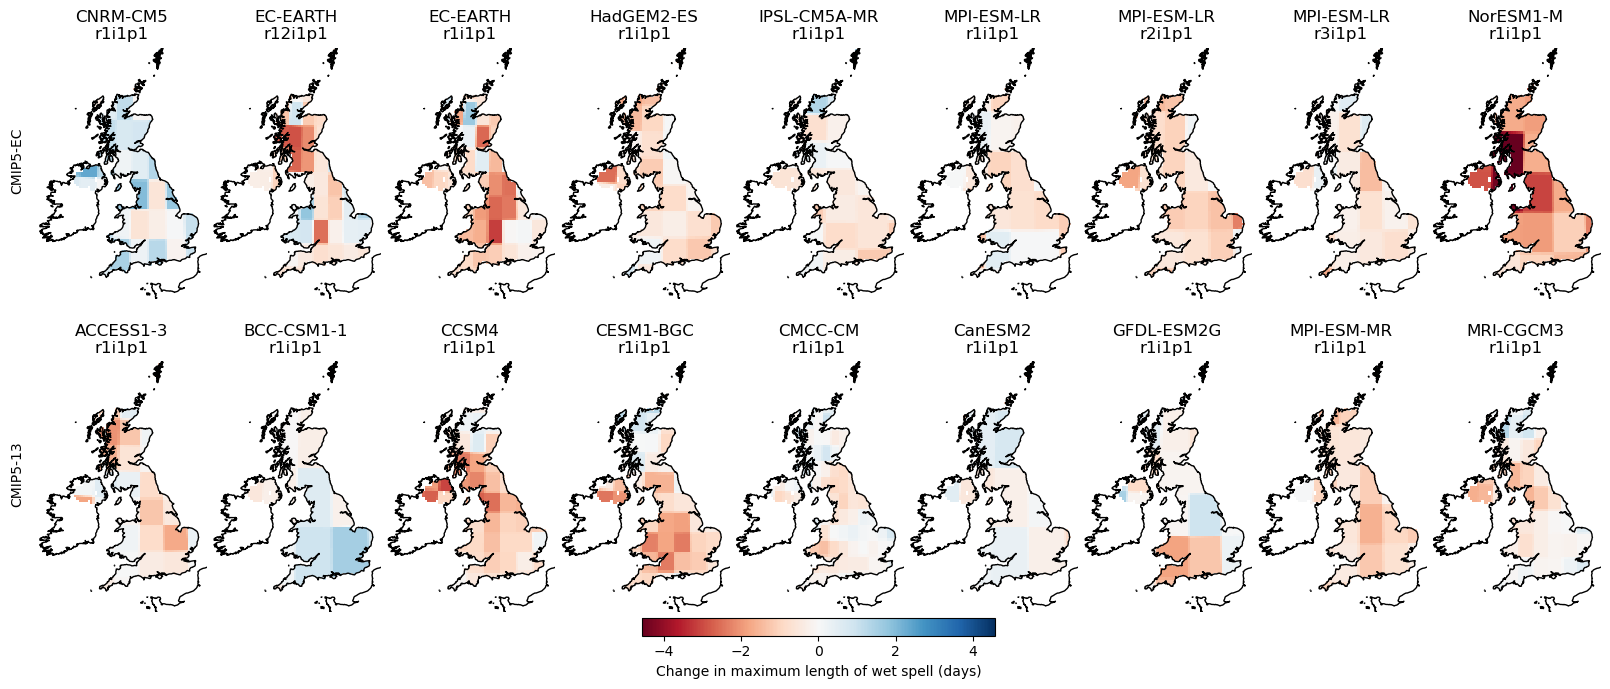 CNRM-CM5 EC-EARTH EC-EARTH HadGEM2-ES IPSL-CM5A-MR MPI-ESM-LR MPI-ESM-LR MPI-ESM-LR NorESM1-M
r1i1p1 r12i1p1 r1i1p1 r1i1p1 r1i1p1 r1i1p1 r2i1p1 r3i1p1 r1i1p1
CMIP5-EC
ACCESS1-3 BCC-CSM1-1 CCSM4 CESM1-BGC CMCC-CM CanESM2 GFDL-ESM2G MPI-ESM-MR MRI-CGCM3
r1i1p1 r1i1p1 r1i1p1 r1i1p1 r1i1p1 r1i1p1 r1i1p1 r1i1p1 r1i1p1
CMIP5-13
−4 −2 0 2 4
Change in maximum length of wet spell (days)